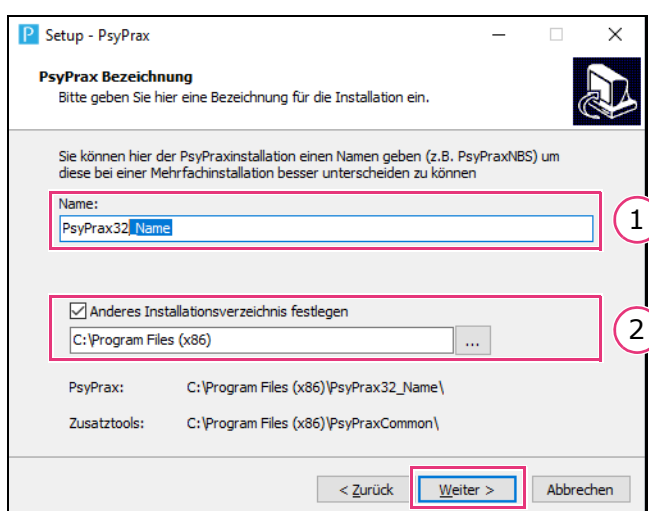 P Setup - PsyPrax
PsyPrax Bezeichnung
Bitte geben Sie hier eine Bezeichnung für die Installation ein.
Sie können hier der PsyPraxinstallation einen Namen geben (z.B. PsyPraxNBS) um
diese bei einer Mehrfachinstallation besser unterscheiden zu können
Name:
PsyPrax32_Name
1
Anderes Installationsverzeichnis festlegen
C:\Program Files (x86)
...
2
PsyPrax: C:\Program Files (x86)\PsyPrax32_Name\
Zusatztools: C:\Program Files (x86)\PsyPraxCommon\
< Zurück Weiter > Abbrechen